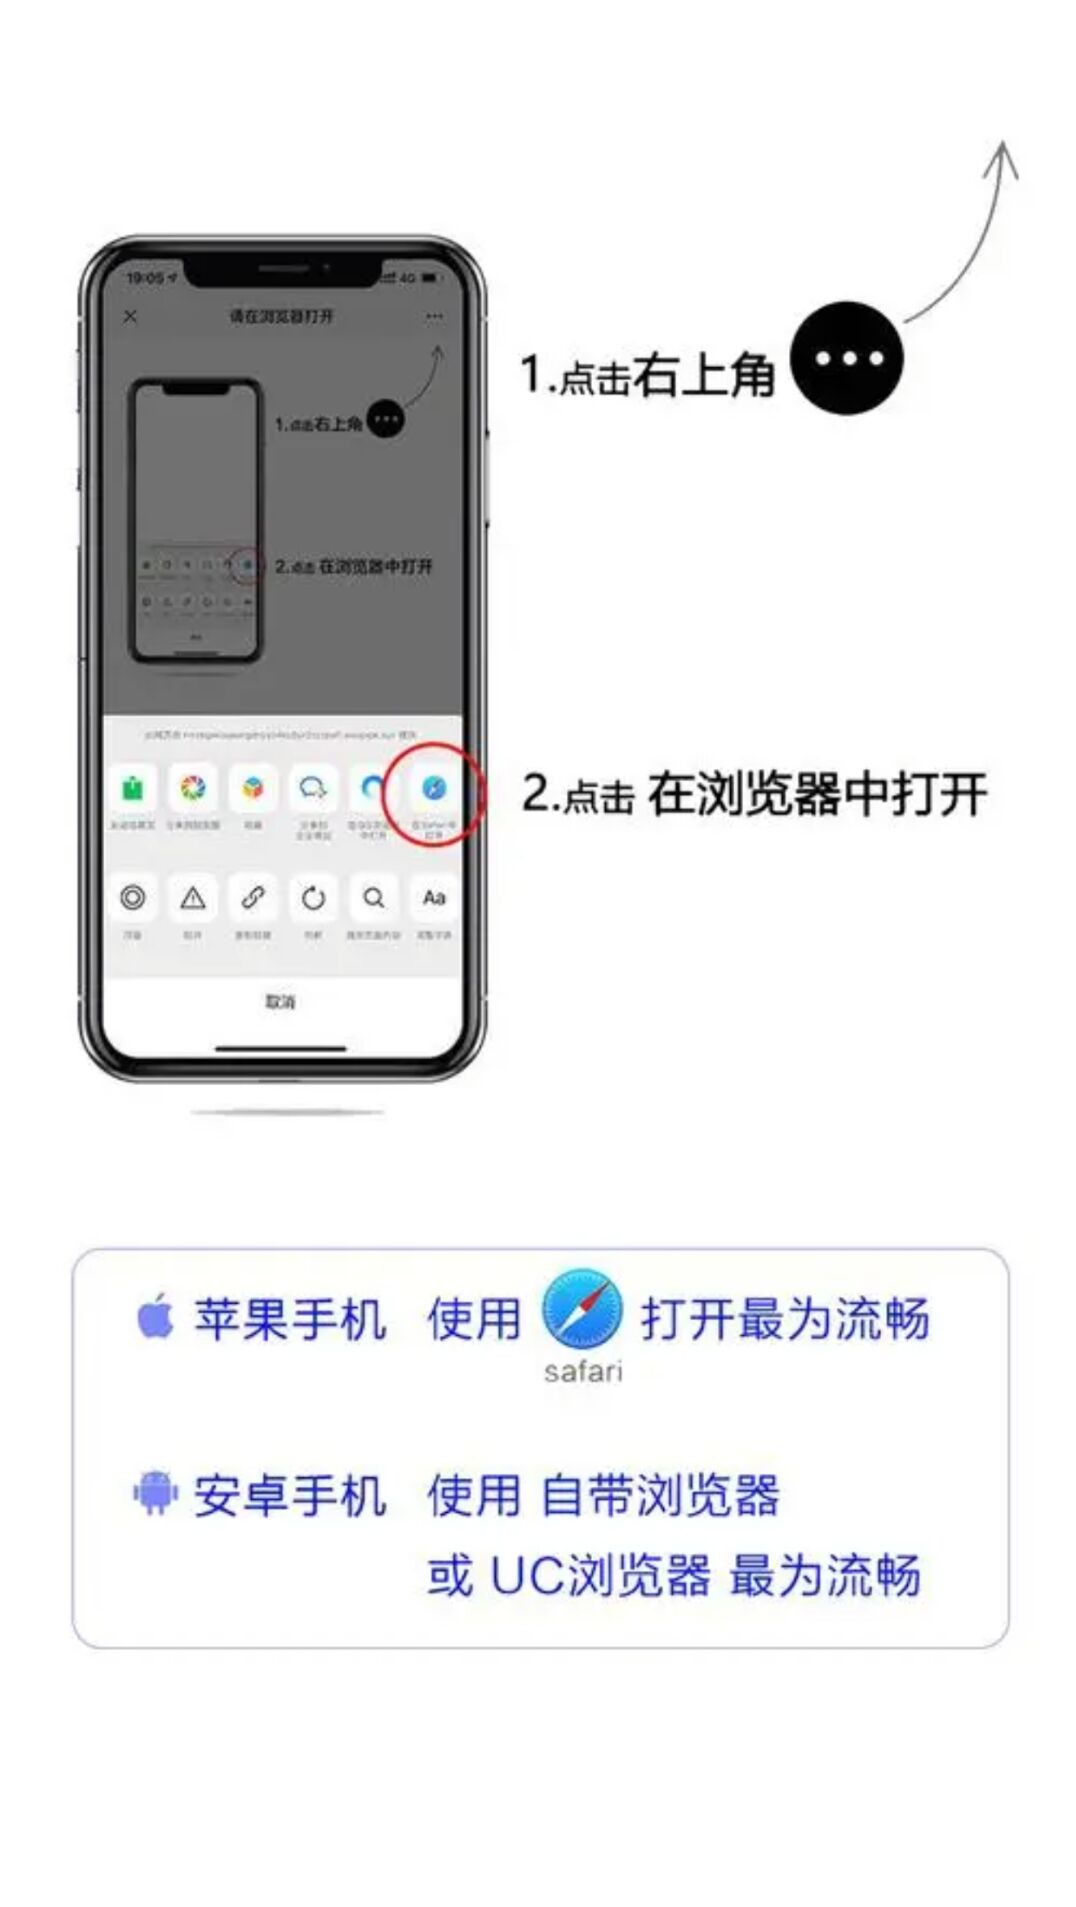 19:05
4G
请在浏览器打开
1.点击右上角
2.点击 在浏览器中打开
1.点击右上角
2.点击 在浏览器中打开
Aa
取消
苹果手机 使用 打开最为流畅
safari
安卓手机 使用 自带浏览器
或 UC浏览器 最为流畅